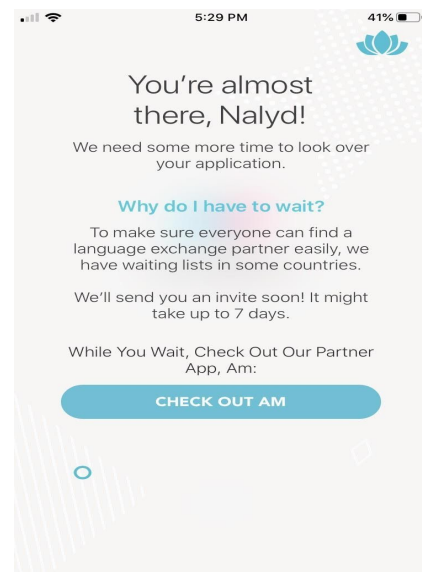 5:29 PM
41%
You're almost
there, Nalyd!
We need some more time to look over
your application.
Why do I have to wait?
To make sure everyone can find a
language exchange partner easily, we
have waiting lists in some countries.
We'll send you an invite soon! It might
take up to 7 days.
While You Wait, Check Out Our Partner
App, Am:
CHECK OUT AM